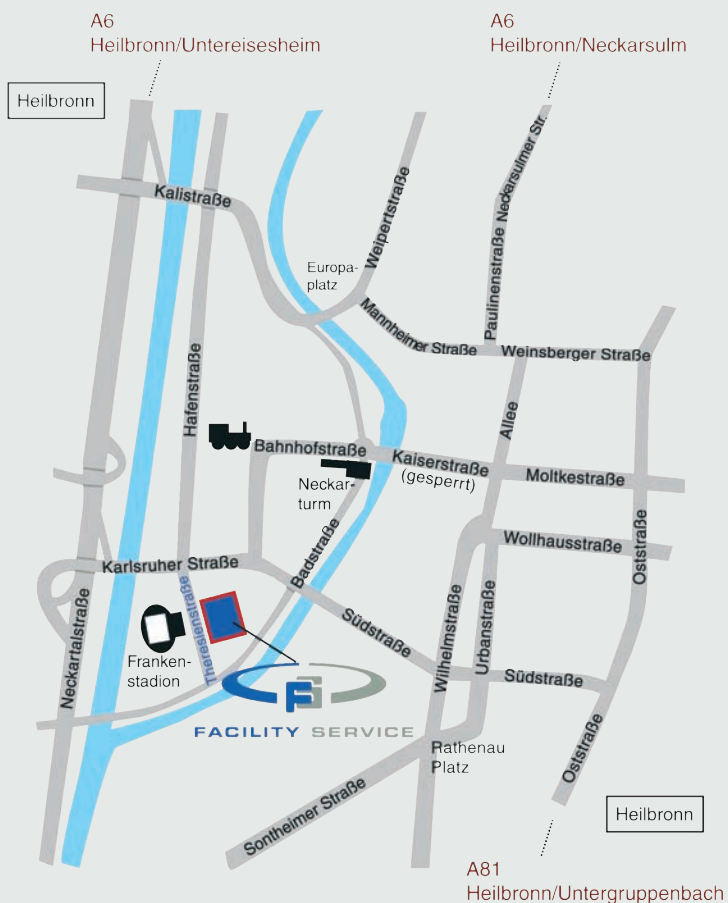 A6
Heilbronn/Untereisesheim
A6
Heilbronn/Neckarsulm
Heilbronn
Kalistraße
Weipertstraße
Neckarsulmer Str.
Paulinenstraße
Europa-
platz
Mannheimer Straße
Weinsberger Straße
Hafenstraße
Allee
Bahnhofstraße
Kaiserstraße
(gesperrt)
Moltkestraße
Neckar-
turm
Wollhausstraße
Oststraße
Karlsruher Straße
Badstraße
Theresienstraße
Südstraße
Wilhelmstraße
Urbanstraße
Neckartalstraße
Franken-
stadion
Südstraße
FS
FACILITY SERVICE
Rathenau
Platz
Oststraße
Sontheimer Straße
Heilbronn
A81
Heilbronn/Untergruppenbach